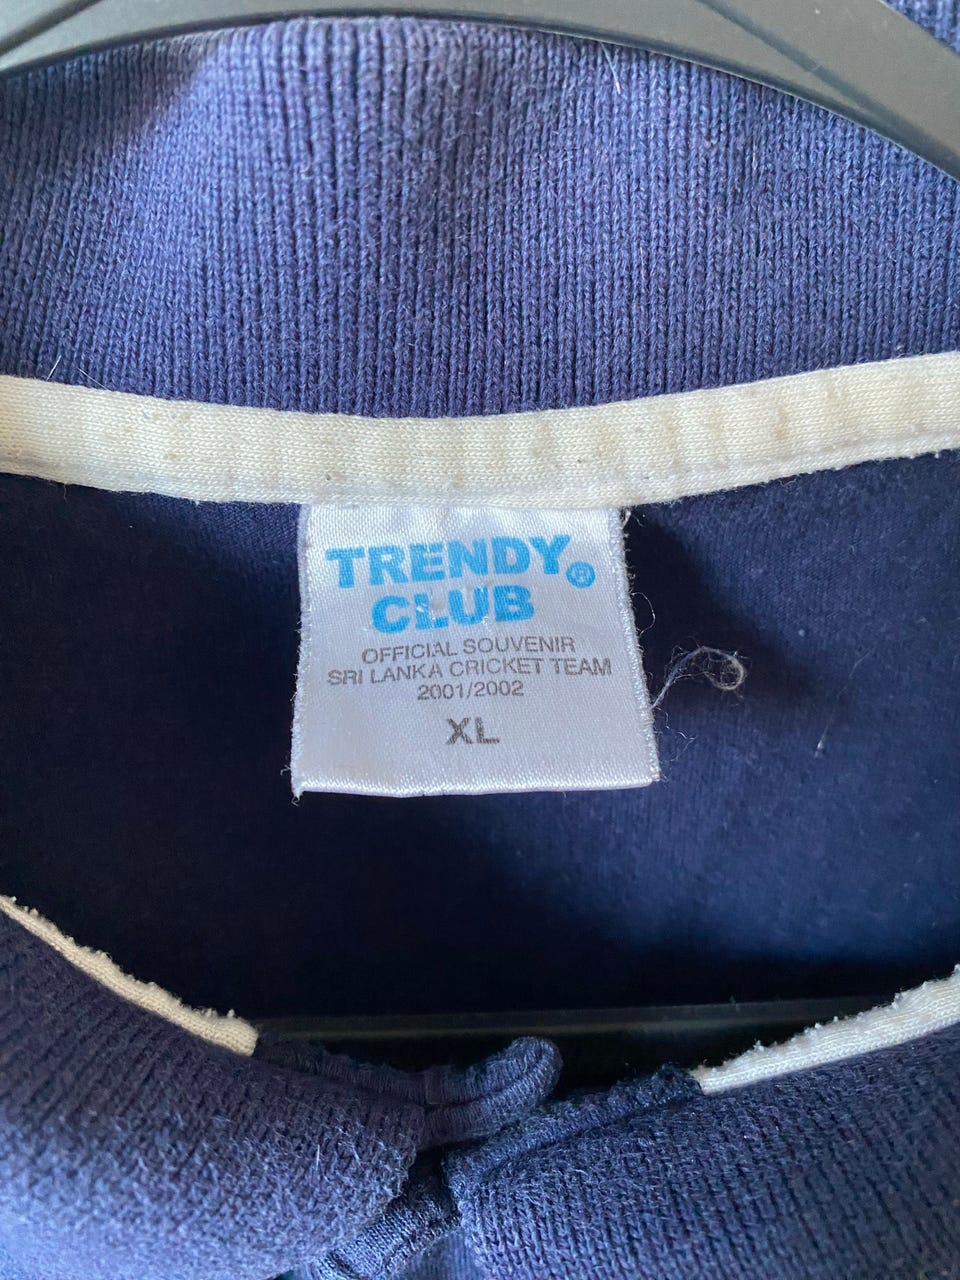 TRENDY®
CLUB
OFFICIAL SOUVENIR
SRI LANKA CRICKET TEAM
2001/2002
XL